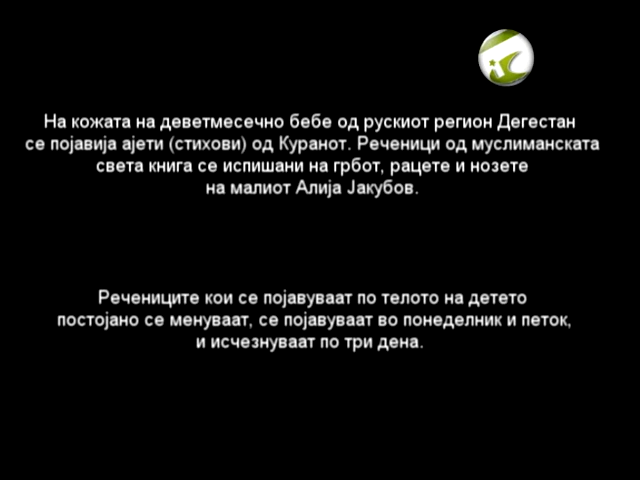 На кожата на деветмесечно бебе од рускиот регион Дегестан
се појавија ајети (стихови) од Куранот. Реченици од муслиманската
света книга се испишани на грбот, рацете и нозете
на малиот Алија Јакубов.
Речениците кои се појавуваат по телото на детето
постојано се менуваат, се појавуваат во понеделник и петок,
и исчезнуваат по три дена.